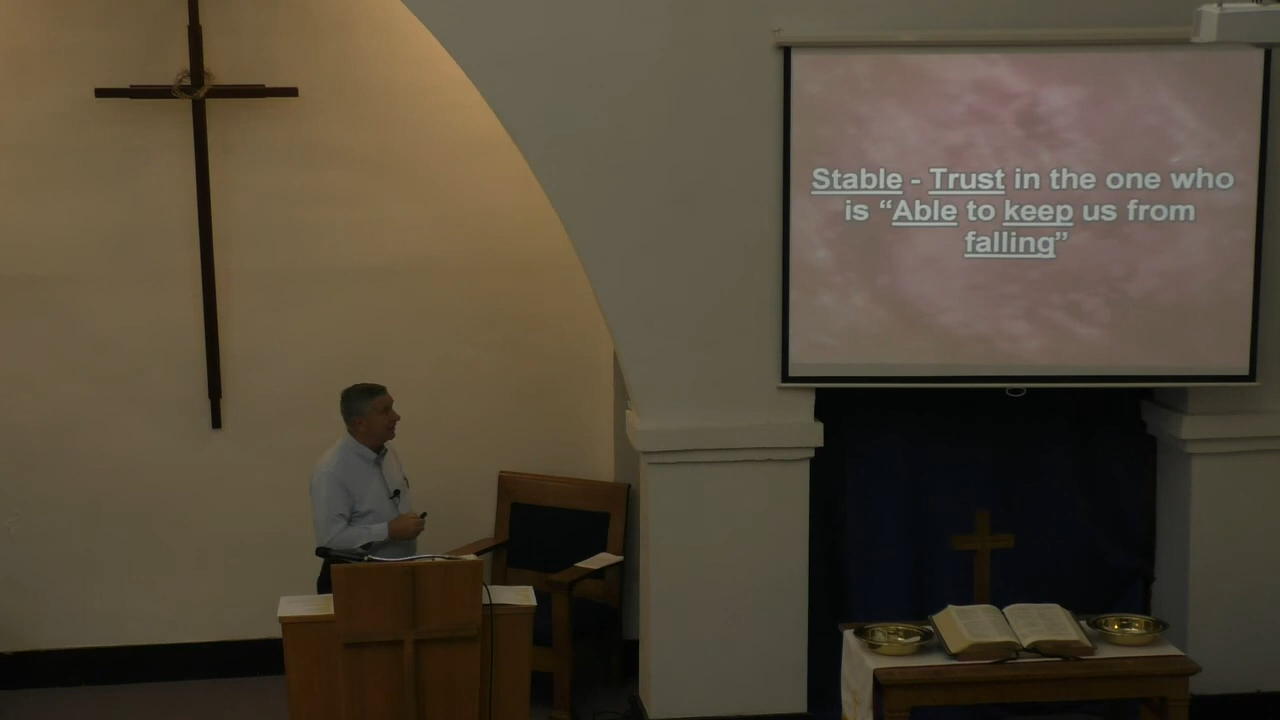 Stable - Trust in the one who
is “Able to keep us from
falling”